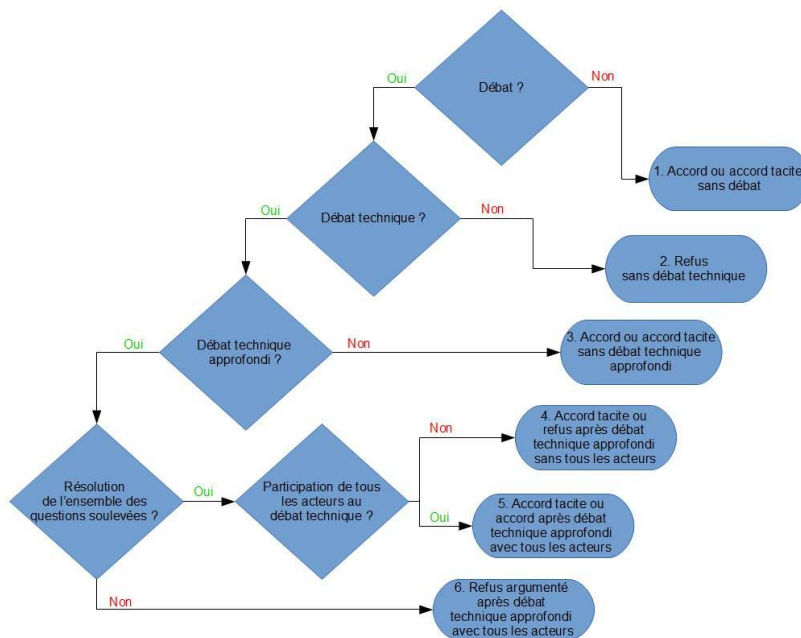 Débat ?
Oui
Non
1. Accord ou accord tacite
sans débat
Débat technique ?
Oui
Non
2. Refus
sans débat technique
Débat technique
approfondi ?
Oui
Non
3. Accord ou accord tacite
sans débat technique
approfondi
Résolution
de l'ensemble des
questions soulevées ?
Oui
Participation de tous
les acteurs au
débat technique ?
Non
4. Accord tacite ou
refus après débat
technique approfondi
sans tous les acteurs
Oui
5. Accord tacite ou
accord après débat
technique approfondi
avec tous les acteurs
Non
6. Refus argumenté
après débat
technique approfondi
avec tous les acteurs